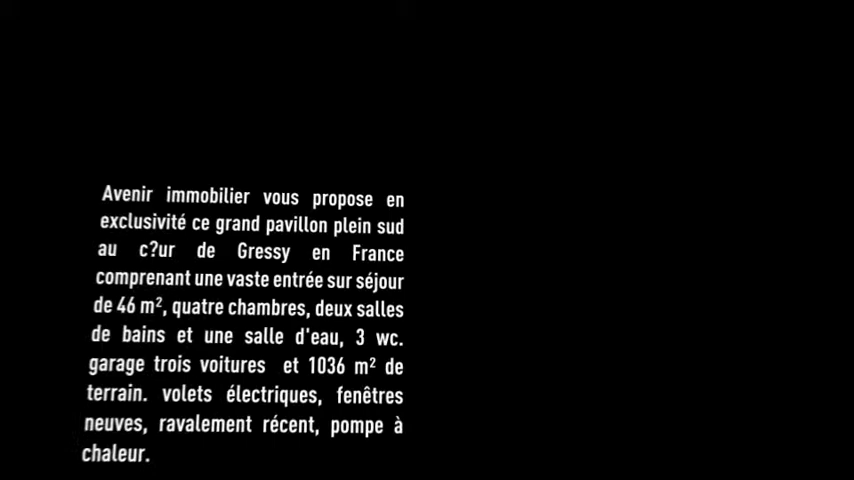 Avenir immobilier vous propose en
exclusivité ce grand pavillon plein sud
au c?ur de Gressy en France
comprenant une vaste entrée sur séjour
de 46 m², quatre chambres, deux salles
de bains et une salle d'eau, 3 wc.
garage trois voitures et 1036 m² de
terrain. volets électriques, fenêtres
neuves, ravalement récent, pompe à
chaleur.